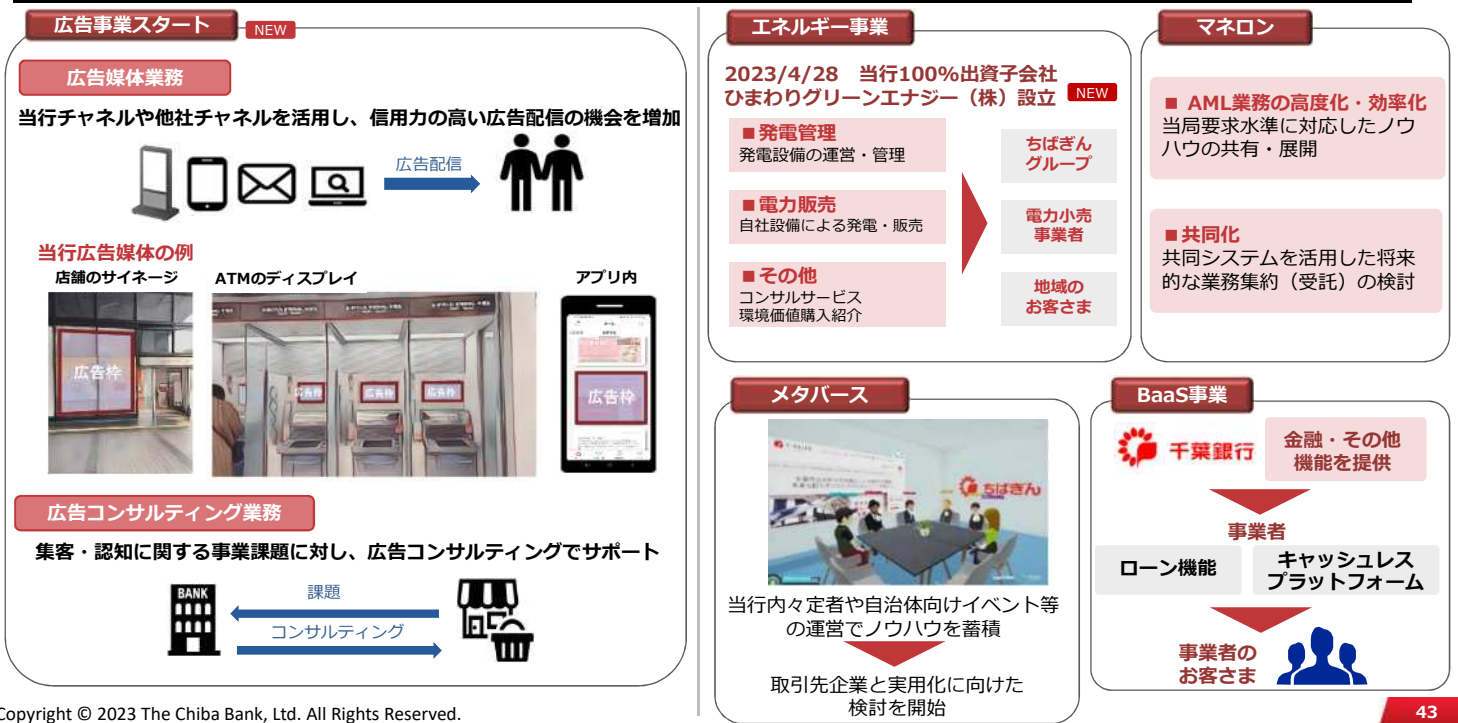 広告事業スタート
NEW
広告媒体業務
当行チャネルや他社チャネルを活用し、信用力の高い広告配信の機会を増加
広告配信
当行広告媒体の例
店舗のサイネージ
ATMのディスプレイ
アプリ内
広告枠
広告枠
広告枠
広告枠
広告枠
広告コンサルティング業務
集客・認知に関する事業課題に対し、広告コンサルティングでサポート
BANK
課題
コンサルティング
エネルギー事業
2023/4/28 当行100%出資子会社
ひまわりグリーンエナジー（株）設立
NEW
■発電管理
発電設備の運営・管理
■電力販売
自社設備による発電・販売
■その他
コンサルサービス
環境価値購入紹介
ちばぎん
グループ
電力小売
事業者
地域の
お客さま
マネロン
■ AML業務の高度化・効率化
当局要求水準に対応したノウ
ハウの共有・展開
■共同化
共同システムを活用した将来
的な業務集約（受託）の検討
メタバース
ちばぎん
当行内々定者や自治体向けイベント等
の運営でノウハウを蓄積
取引先企業と実用化に向けた
検討を開始
BaaS事業
千葉銀行
金融・その他
機能を提供
事業者
ローン機能
キャッシュレス
プラットフォーム
事業者の
お客さま
Copyright © 2023 The Chiba Bank, Ltd. All Rights Reserved.
43